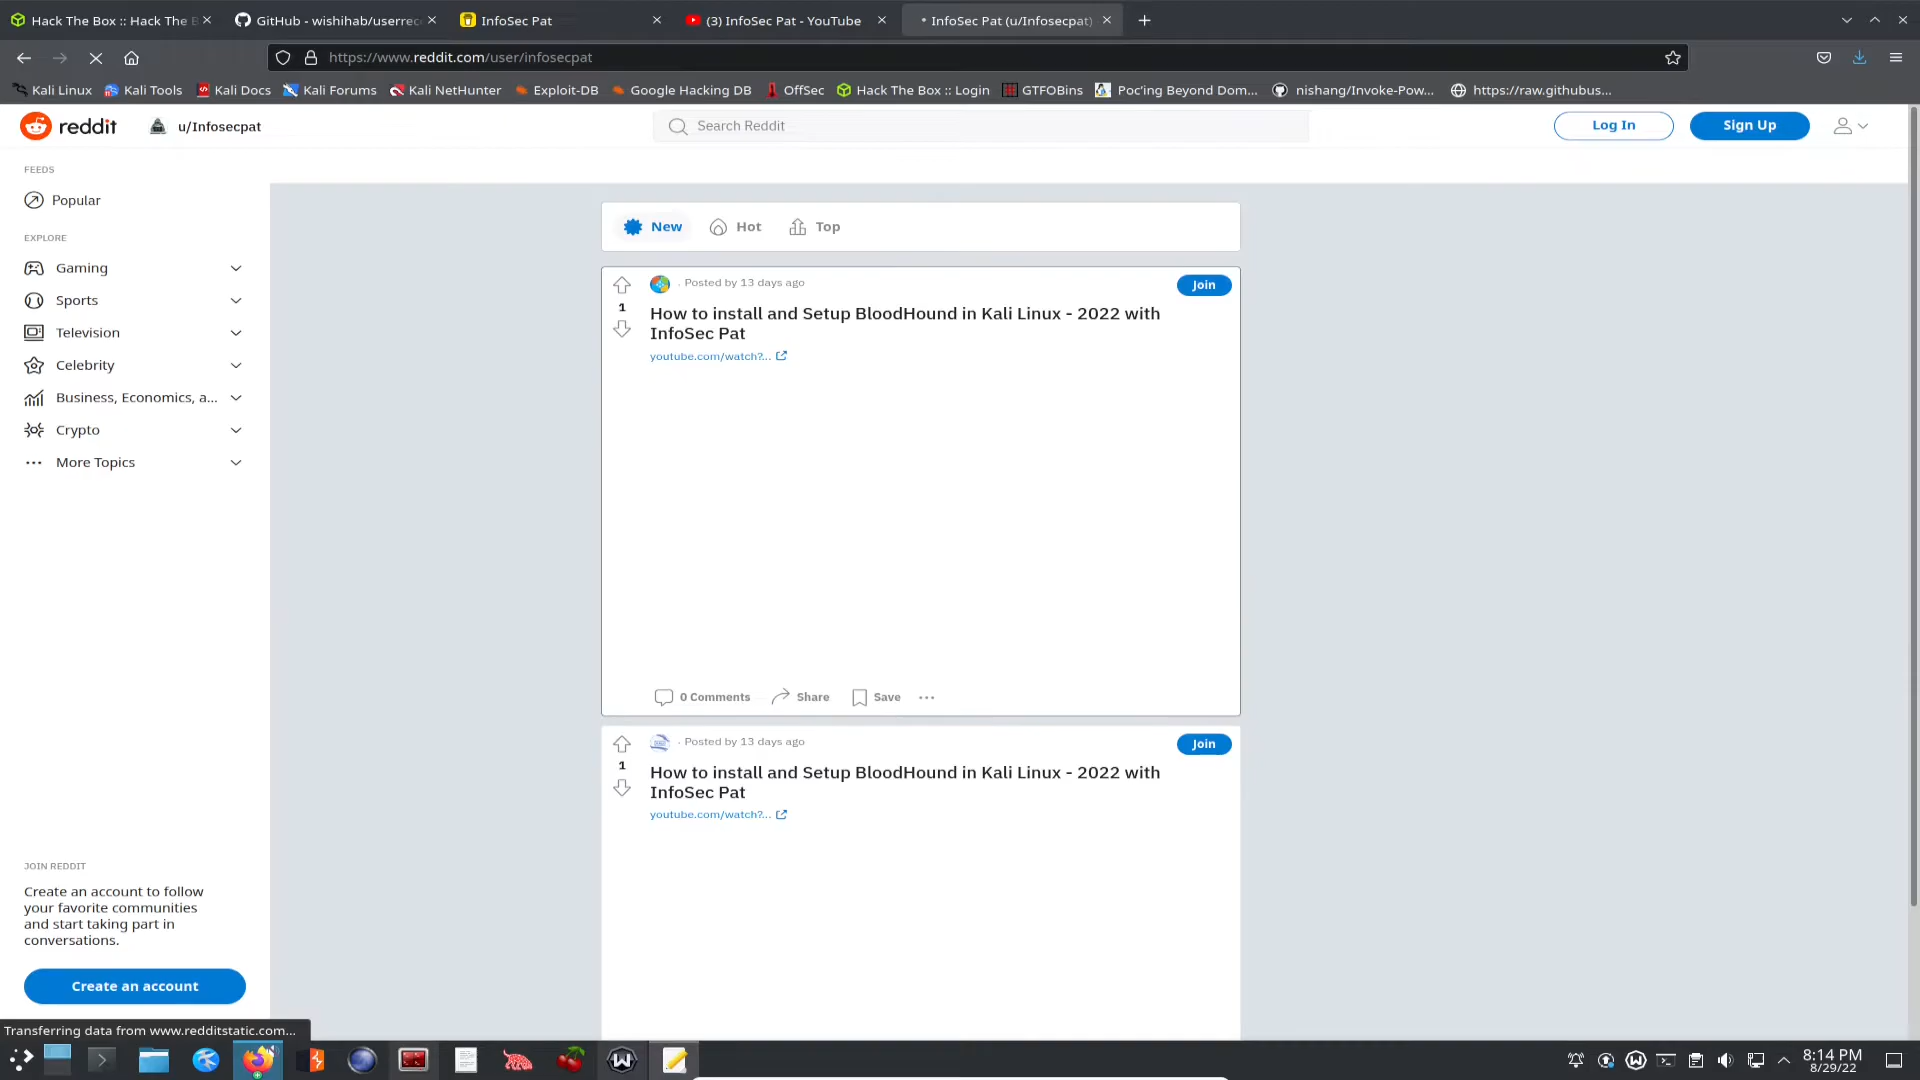 Hack The Box :: Hack The B
GitHub - wishihab/userrec
InfoSec Pat
(3) InfoSec Pat - YouTube
InfoSec Pat (u/Infosecpat)
https://www.reddit.com/user/infosecpat
Kali Linux
Kali Tools
Kali Docs
Kali Forums
Kali NetHunter
Exploit-DB
Google Hacking DB
OffSec
Hack The Box :: Login
GTFOBins
Poc'ing Beyond Dom...
nishang/Invoke-Pow...
https://raw.githubus...
reddit
u/Infosecpat
Search Reddit
Log In
Sign Up
FEEDS
Popular
EXPLORE
Gaming
Sports
Television
Celebrity
Business, Economics, a...
Crypto
More Topics
New
Hot
Top
1
· Posted by 13 days ago
Join
How to install and Setup BloodHound in Kali Linux - 2022 with
InfoSec Pat
youtube.com/watch?...
0 Comments
Share
Save
1
· Posted by 13 days ago
Join
How to install and Setup BloodHound in Kali Linux - 2022 with
InfoSec Pat
youtube.com/watch?...
JOIN REDDIT
Create an account to follow
your favorite communities
and start taking part in
conversations.
Create an account
Transferring data from www.redditstatic.com...
8:14 PM
8/29/22